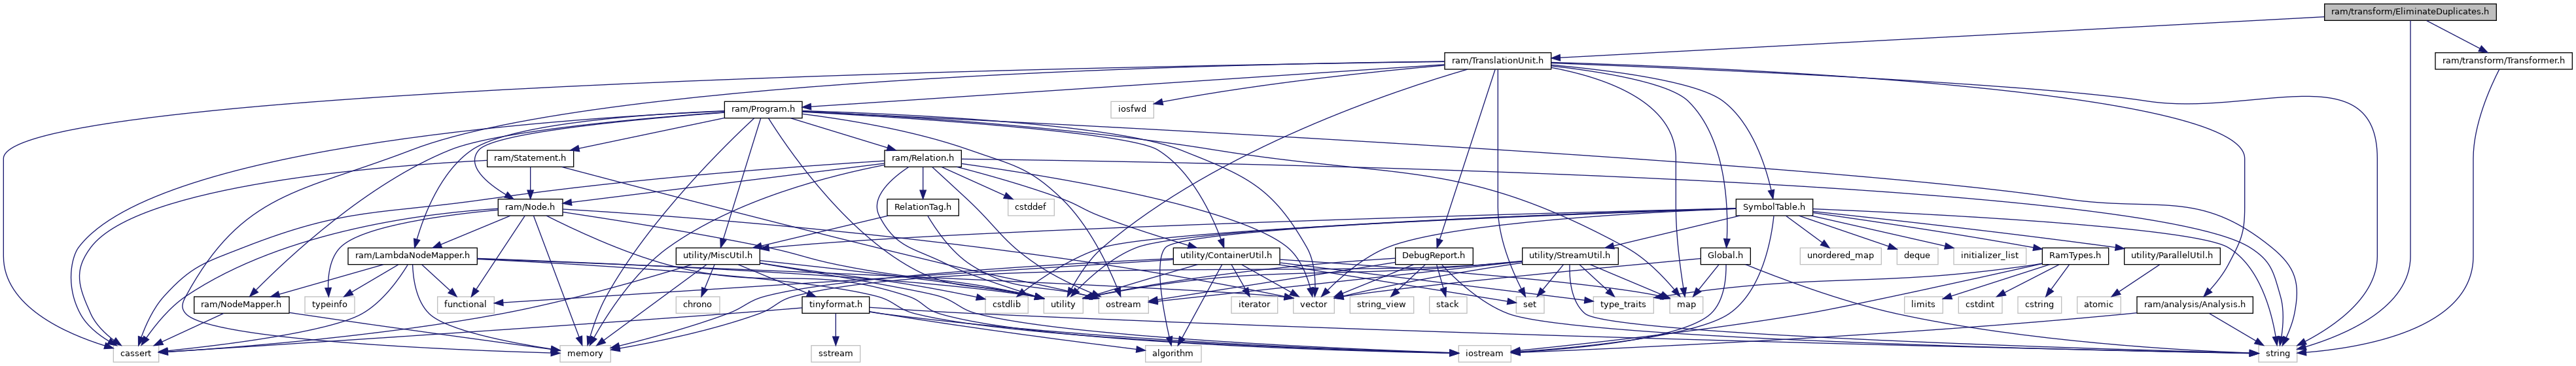 ram/transform/EliminateDuplicates.h
ram/TranslationUnit.h
ram/transform/Transformer.h
ram/Program.h
iosfwd
ram/Statement.h
ram/Relation.h
ram/Node.h
RelationTag.h
cstddef
SymbolTable.h
ram/LambdaNodeMapper.h
utility/MiscUtil.h
utility/ContainerUtil.h
DebugReport.h
utility/StreamUtil.h
Global.h
unordered_map
deque
initializer_list
RamTypes.h
utility/ParallelUtil.h
ram/NodeMapper.h
typeinfo
functional
chrono
tinyformat.h
cstdlib
utility
ostream
iterator
vector
string_view
stack
set
type_traits
map
limits
cstdint
cstring
atomic
ram/analysis/Analysis.h
cassert
memory
sstream
algorithm
iostream
string